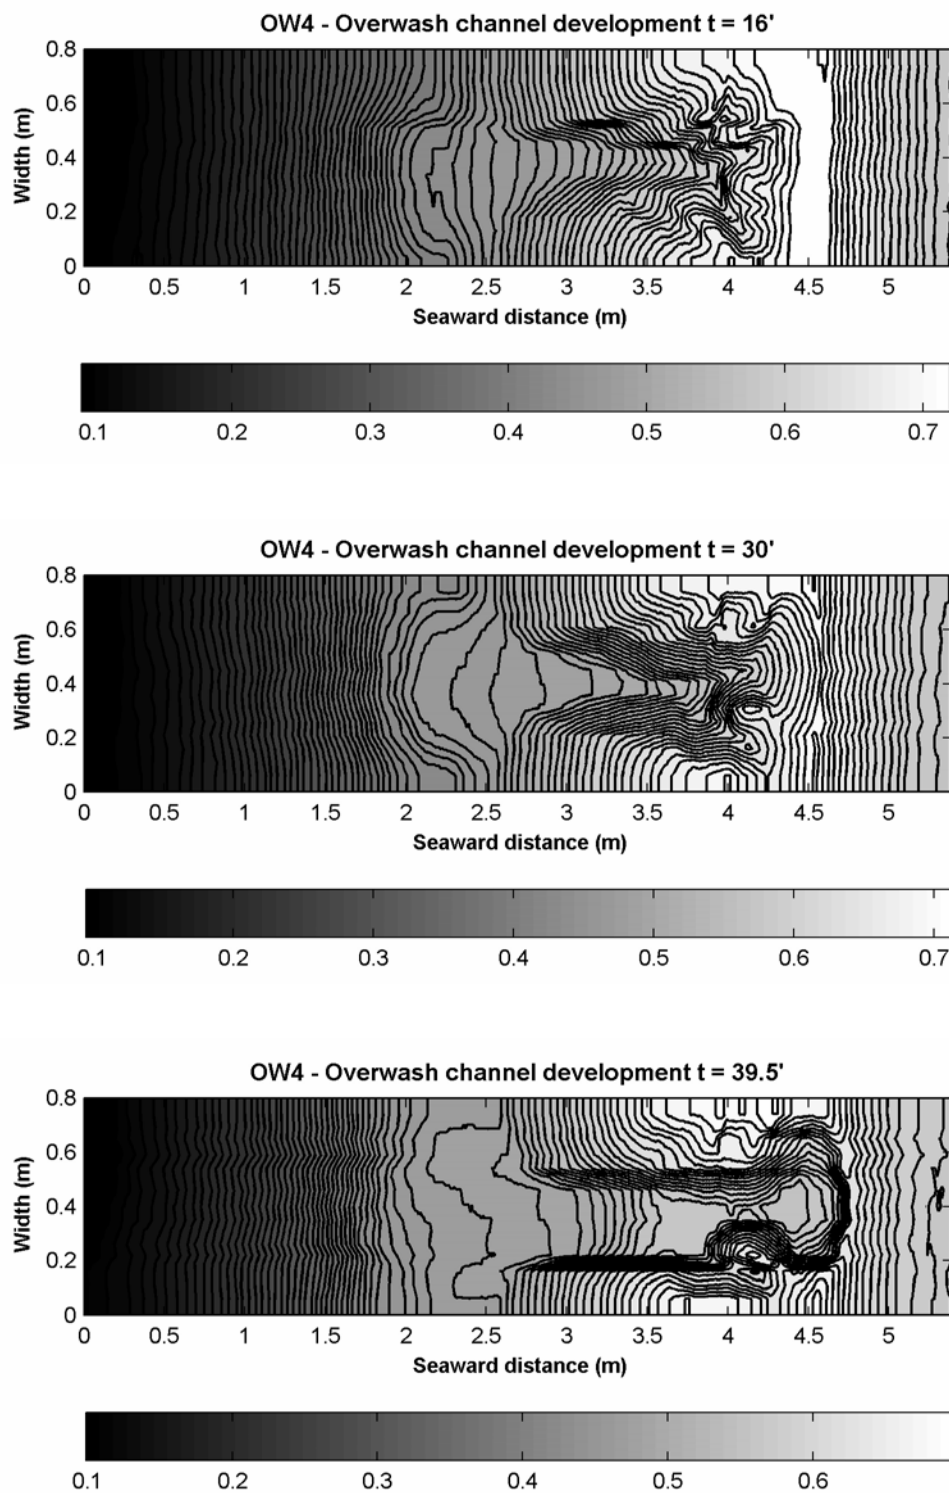 OW4 - Overwash channel development t = 16'
0.8
0.6
0.4
0.2
0
Width (m)
0 0.5 1 1.5 2 2.5 3 3.5 4 4.5 5
Seaward distance (m)
0.1 0.2 0.3 0.4 0.5 0.6 0.7
OW4 - Overwash channel development t = 30'
0.8
0.6
0.4
0.2
0
Width (m)
0 0.5 1 1.5 2 2.5 3 3.5 4 4.5 5
Seaward distance (m)
0.1 0.2 0.3 0.4 0.5 0.6 0.7
OW4 - Overwash channel development t = 39.5'
0.8
0.6
0.4
0.2
0
Width (m)
0 0.5 1 1.5 2 2.5 3 3.5 4 4.5 5
Seaward distance (m)
0.1 0.2 0.3 0.4 0.5 0.6